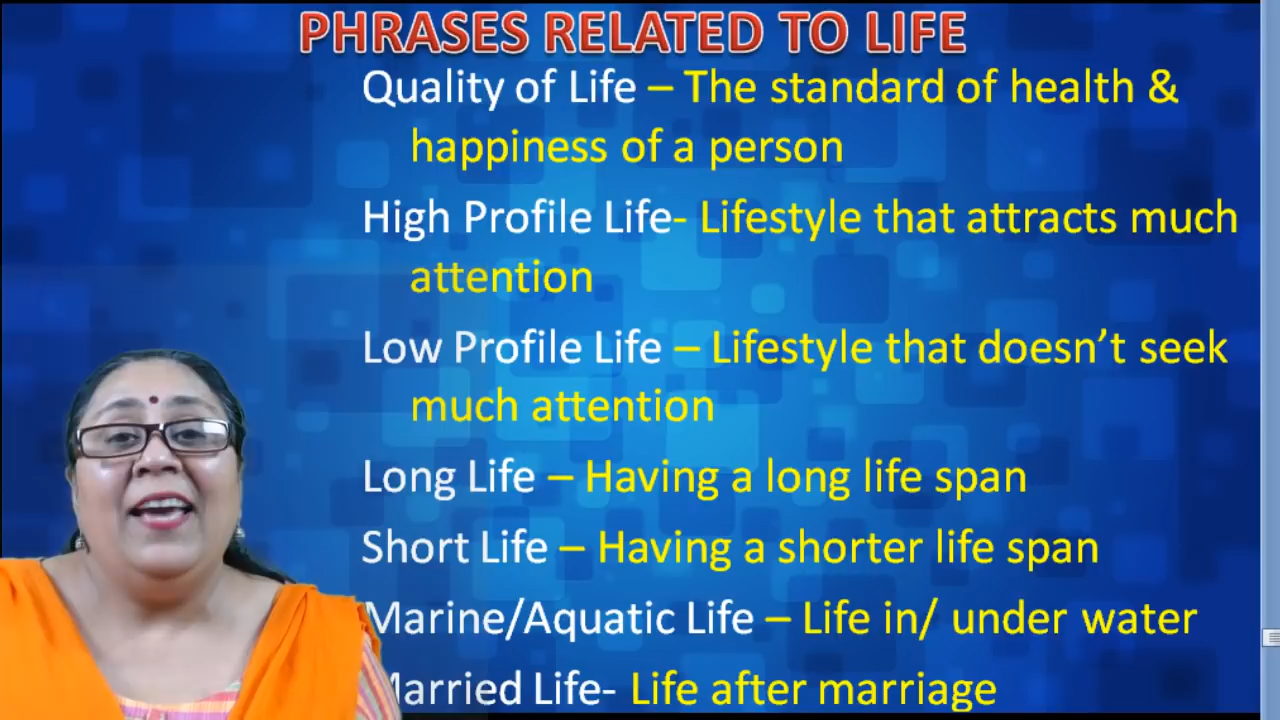 PHRASES RELATED TO LIFE
Quality of Life – The standard of health &
happiness of a person
High Profile Life- Lifestyle that attracts much
attention
Low Profile Life – Lifestyle that doesn’t seek
much attention
Long Life – Having a long life span
Short Life – Having a shorter life span
Marine/Aquatic Life – Life in/ under water
Married Life- Life after marriage